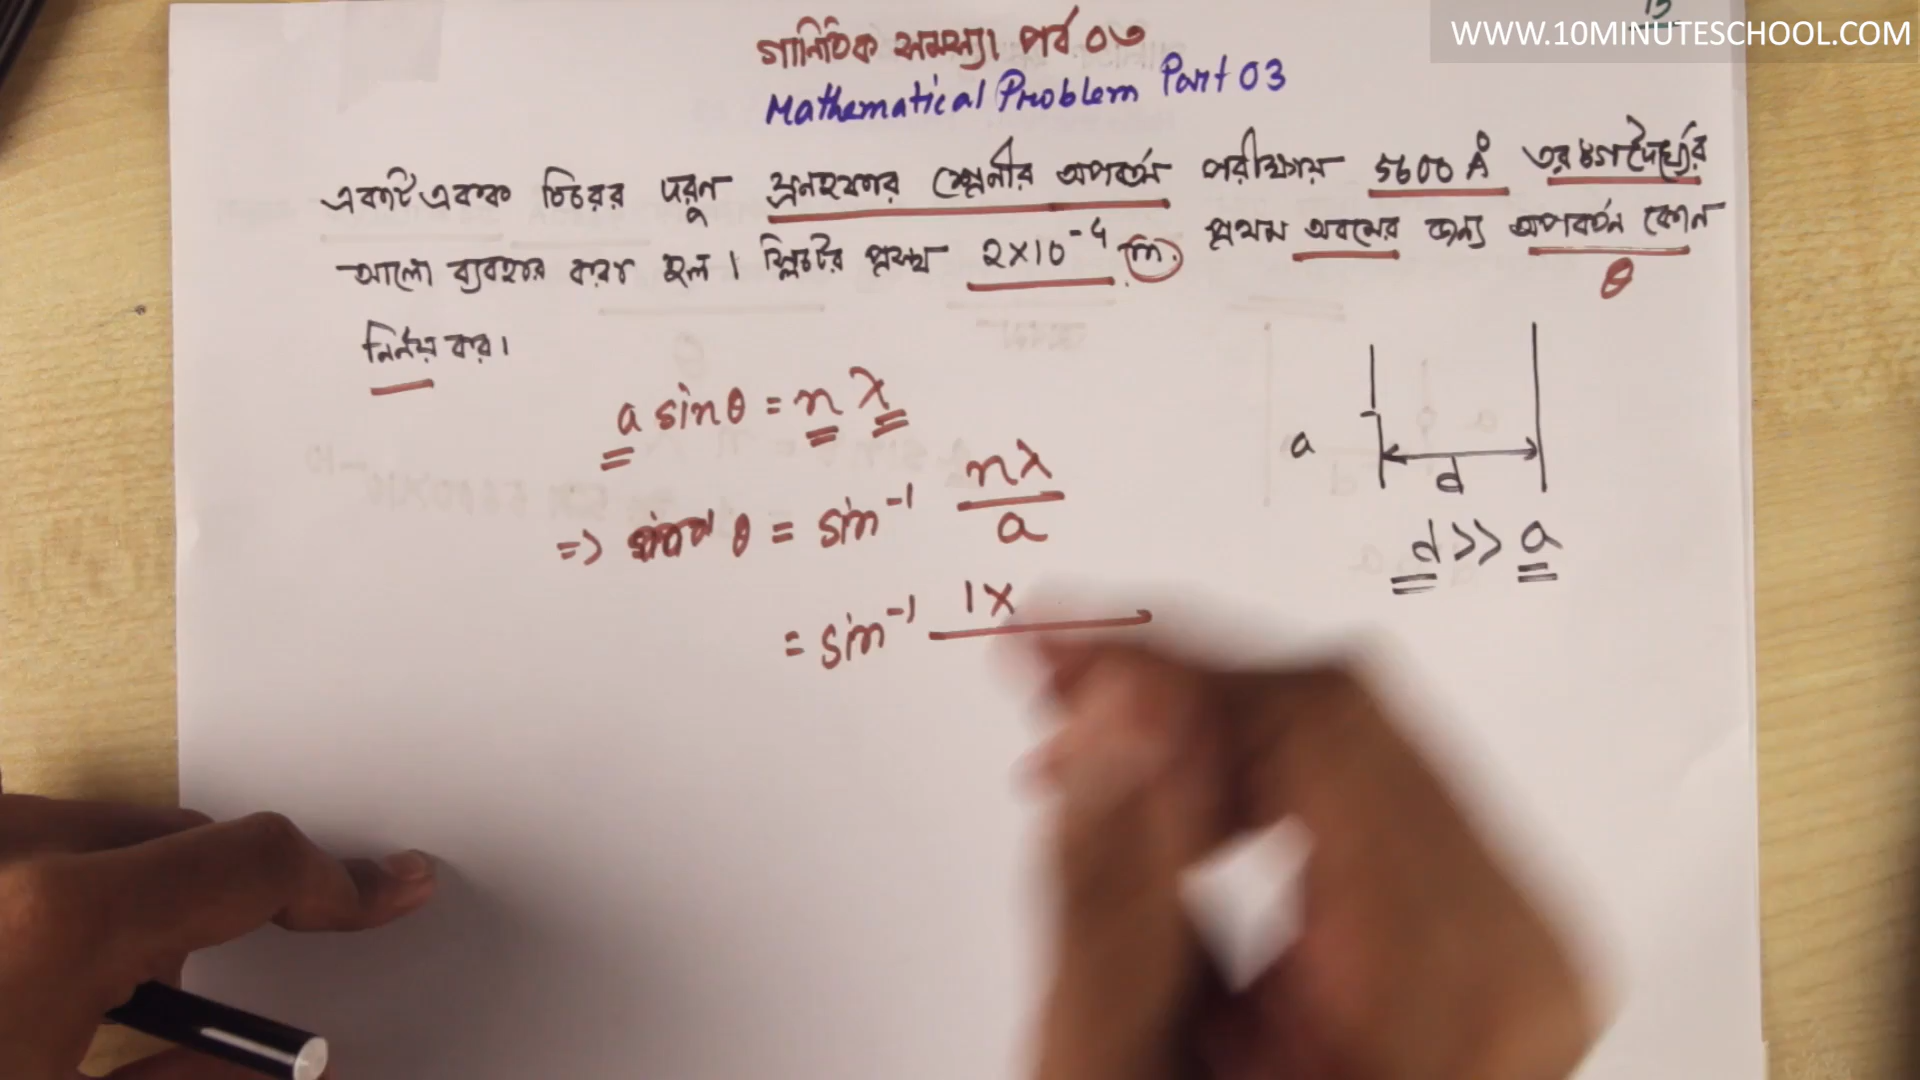 WWW.10MINUTESCHOOL.COM
গাণিতিক সমস্যা পর্ব ০৩
Mathematical Problem Part 03
একটি একক চিরের দরুণ ফ্রনহফার শ্রেণীর অপবর্তন পরীক্ষায় 5600 Å তরঙ্গদৈর্ঘ্যের
আলো ব্যবহার করা হল। স্লিটটির প্রস্থ 2×10⁻⁴ m. প্রথম অবমের জন্য অপবর্তন কোন
θ
নির্ণয় কর।
a sinθ = nλ
a
d
⇒ θ = sin⁻¹ nλ
a
d >> a
= sin⁻¹ 1×